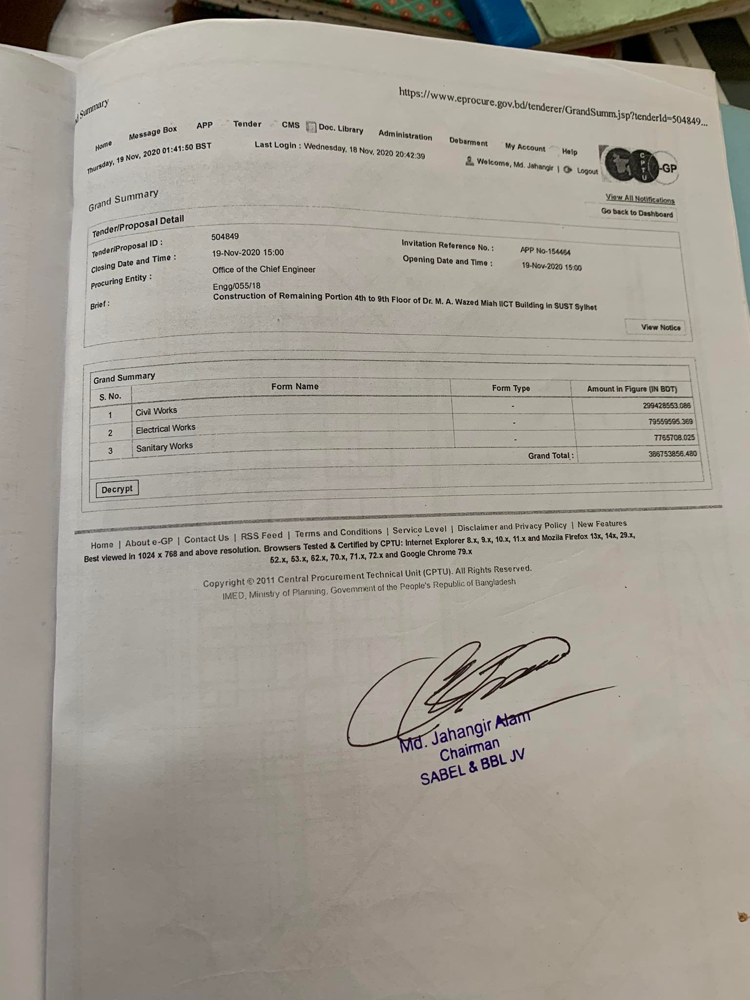 https://www.eprocure.gov.bd/tenderer/GrandSumm.jsp?tenderId=504849...
d Summary
Home Message Box APP Tender CMS Doc. Library Administration Debarment My Account Help
Thursday, 19 Nov, 2020 01:41:50 BST Last Login : Wednesday, 18 Nov, 2020 20:42:39
Welcome, Md. Jahangir | Logout
CPTU
-GP
View All Notifications
Grand Summary
Go back to Dashboard
Tender/Proposal Detail
Tender/Proposal ID : 504849 Invitation Reference No. : APP No-154464
Closing Date and Time : 19-Nov-2020 15:00 Opening Date and Time : 19-Nov-2020 15:00
Procuring Entity : Office of the Chief Engineer
Brief : Engg/055/18
Construction of Remaining Portion 4th to 9th Floor of Dr. M. A. Wazed Miah IICT Building in SUST Sylhet
View Notice
Grand Summary
S. No. Form Name Form Type Amount in Figure (IN BDT)
1 Civil Works - 299428553.086
2 Electrical Works - 79559595.369
3 Sanitary Works - 7765708.025
Grand Total : 386753856.480
Decrypt
Home | About e-GP | Contact Us | RSS Feed | Terms and Conditions | Service Level | Disclaimer and Privacy Policy | New Features
Best viewed in 1024 x 768 and above resolution. Browsers Tested & Certified by CPTU: Internet Explorer 8.x, 9.x, 10.x, 11.x and Mozila Firefox 13x, 14x, 29.x,
52.x, 53.x, 62.x, 70.x, 71.x, 72.x and Google Chrome 79.x
Copyright © 2011 Central Procurement Technical Unit (CPTU). All Rights Reserved.
IMED, Ministry of Planning, Government of the People's Republic of Bangladesh
Md. Jahangir Alam
Chairman
SABEL & BBL JV